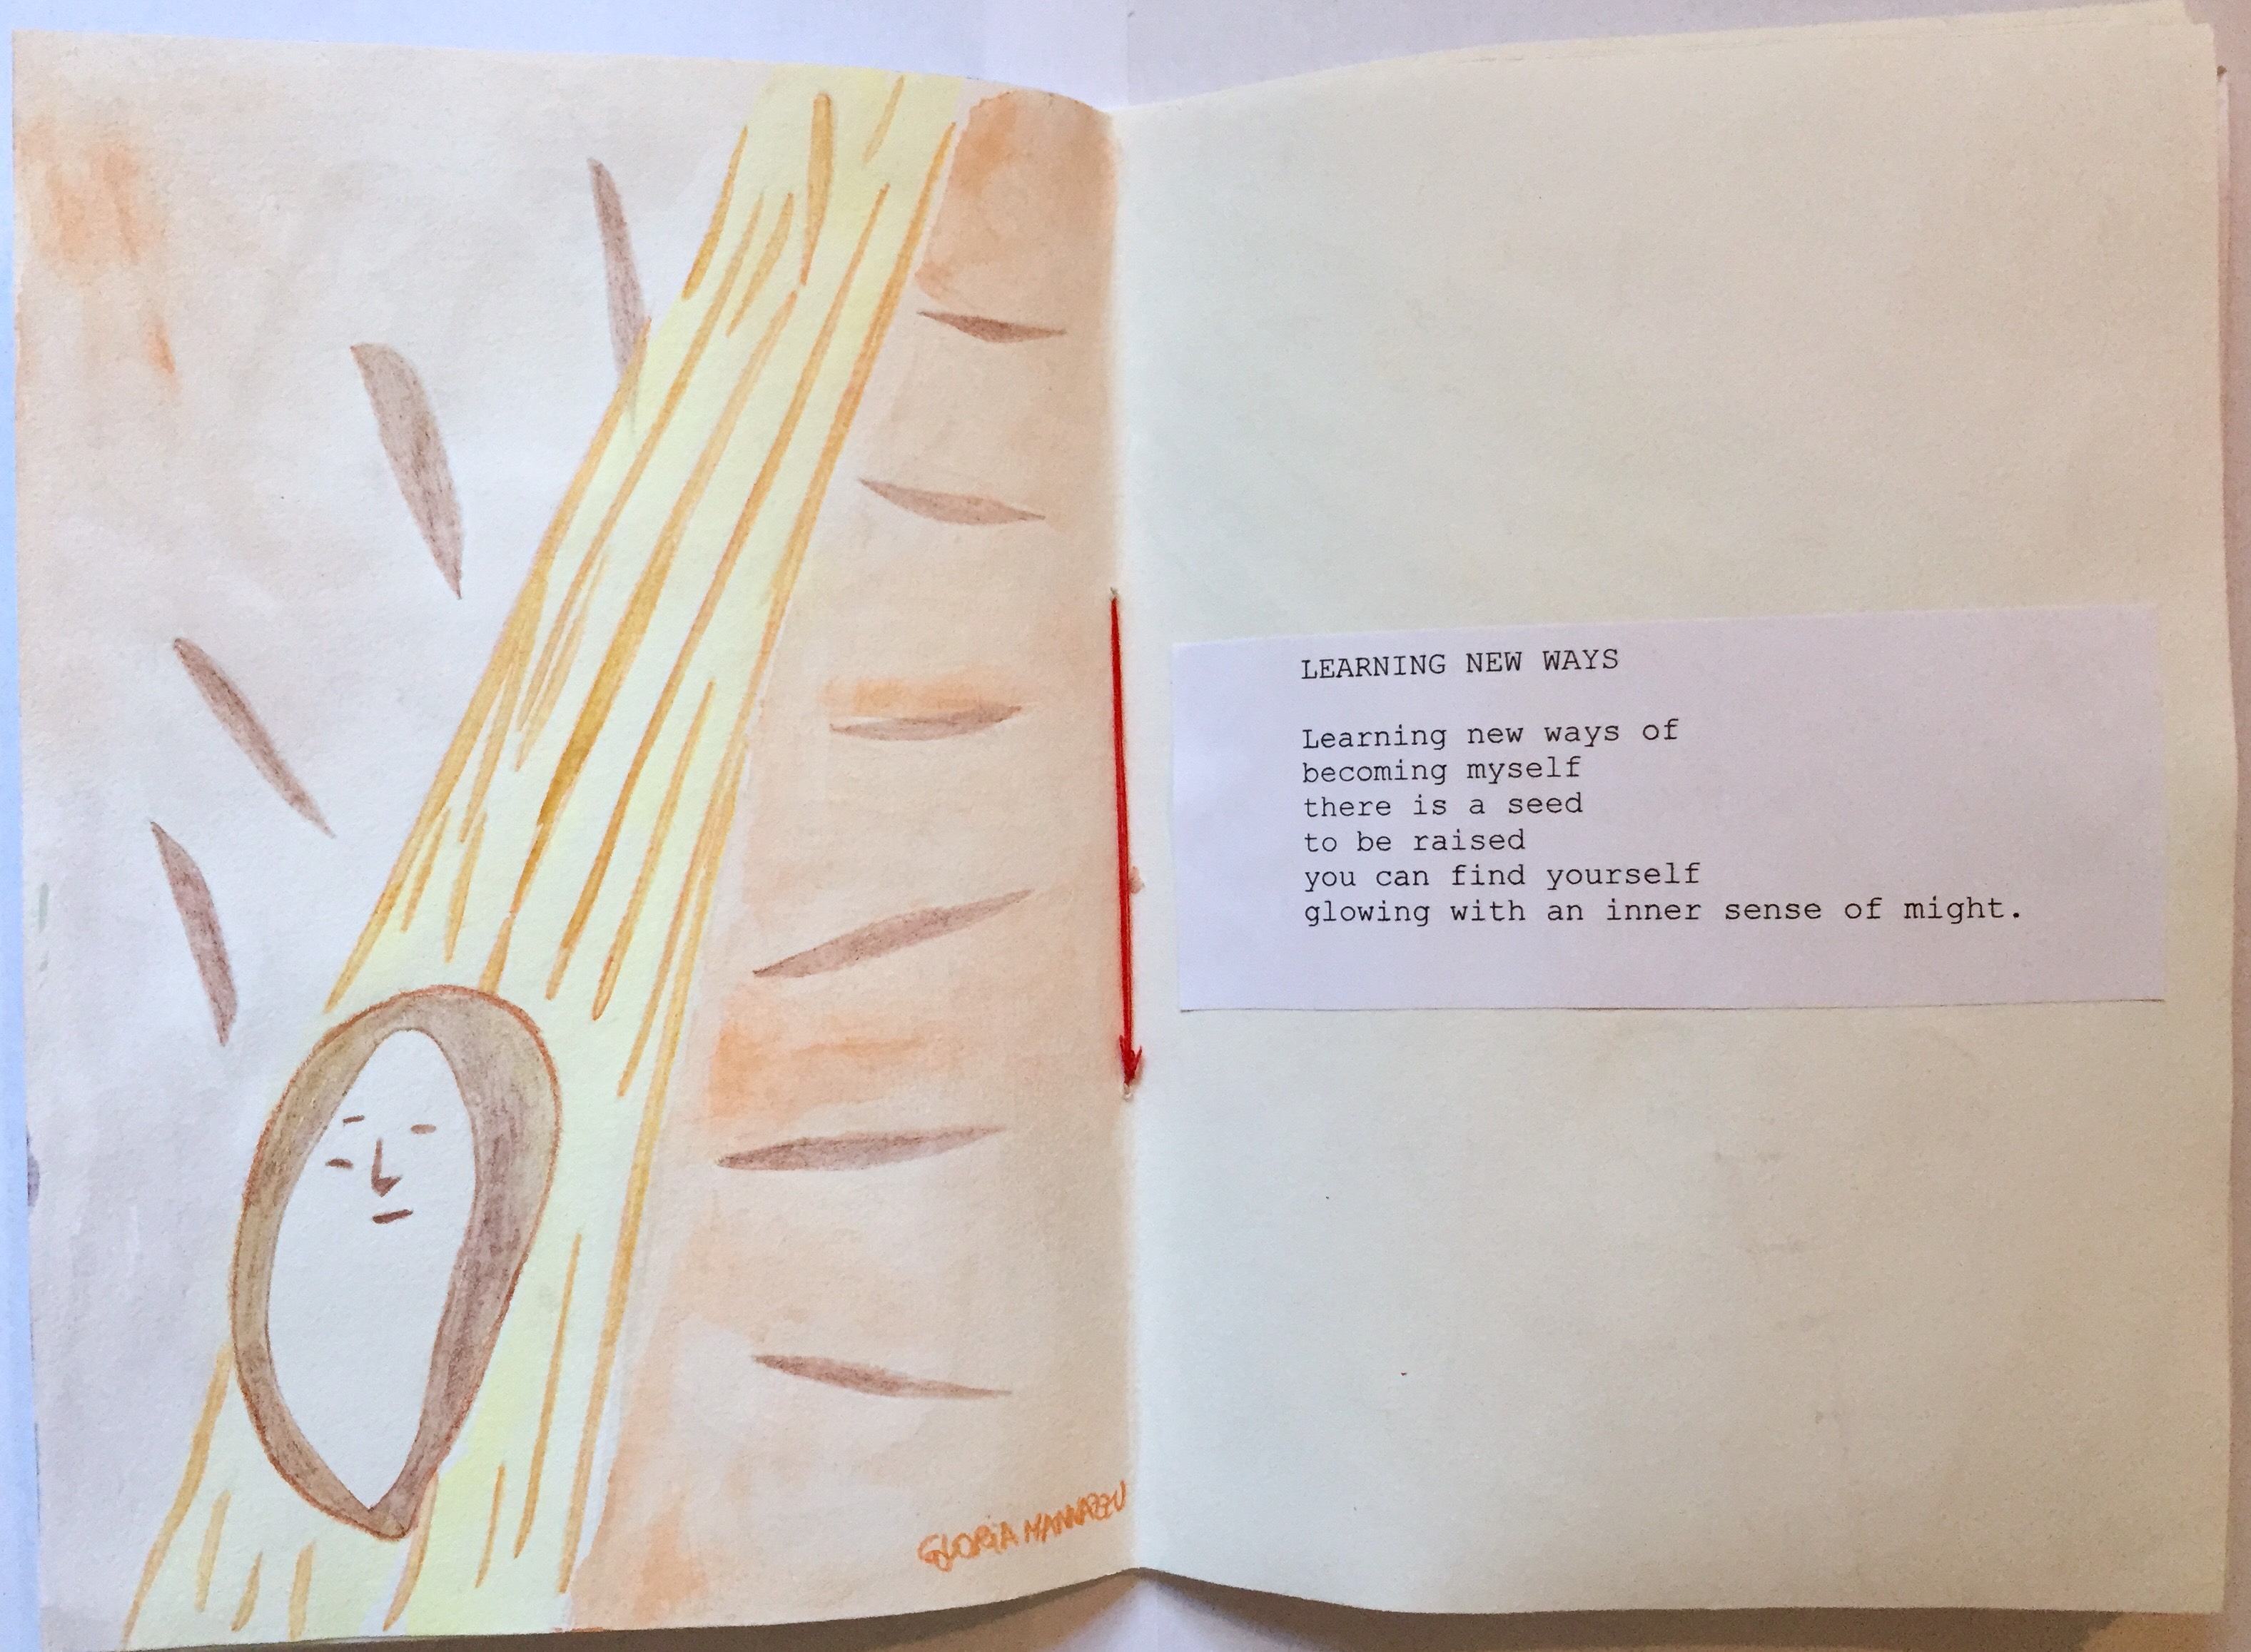 LEARNING NEW WAYS
Learning new ways of
becoming myself
there is a seed
to be raised
you can find yourself
glowing with an inner sense of might.
GLORIA MANNAZZU